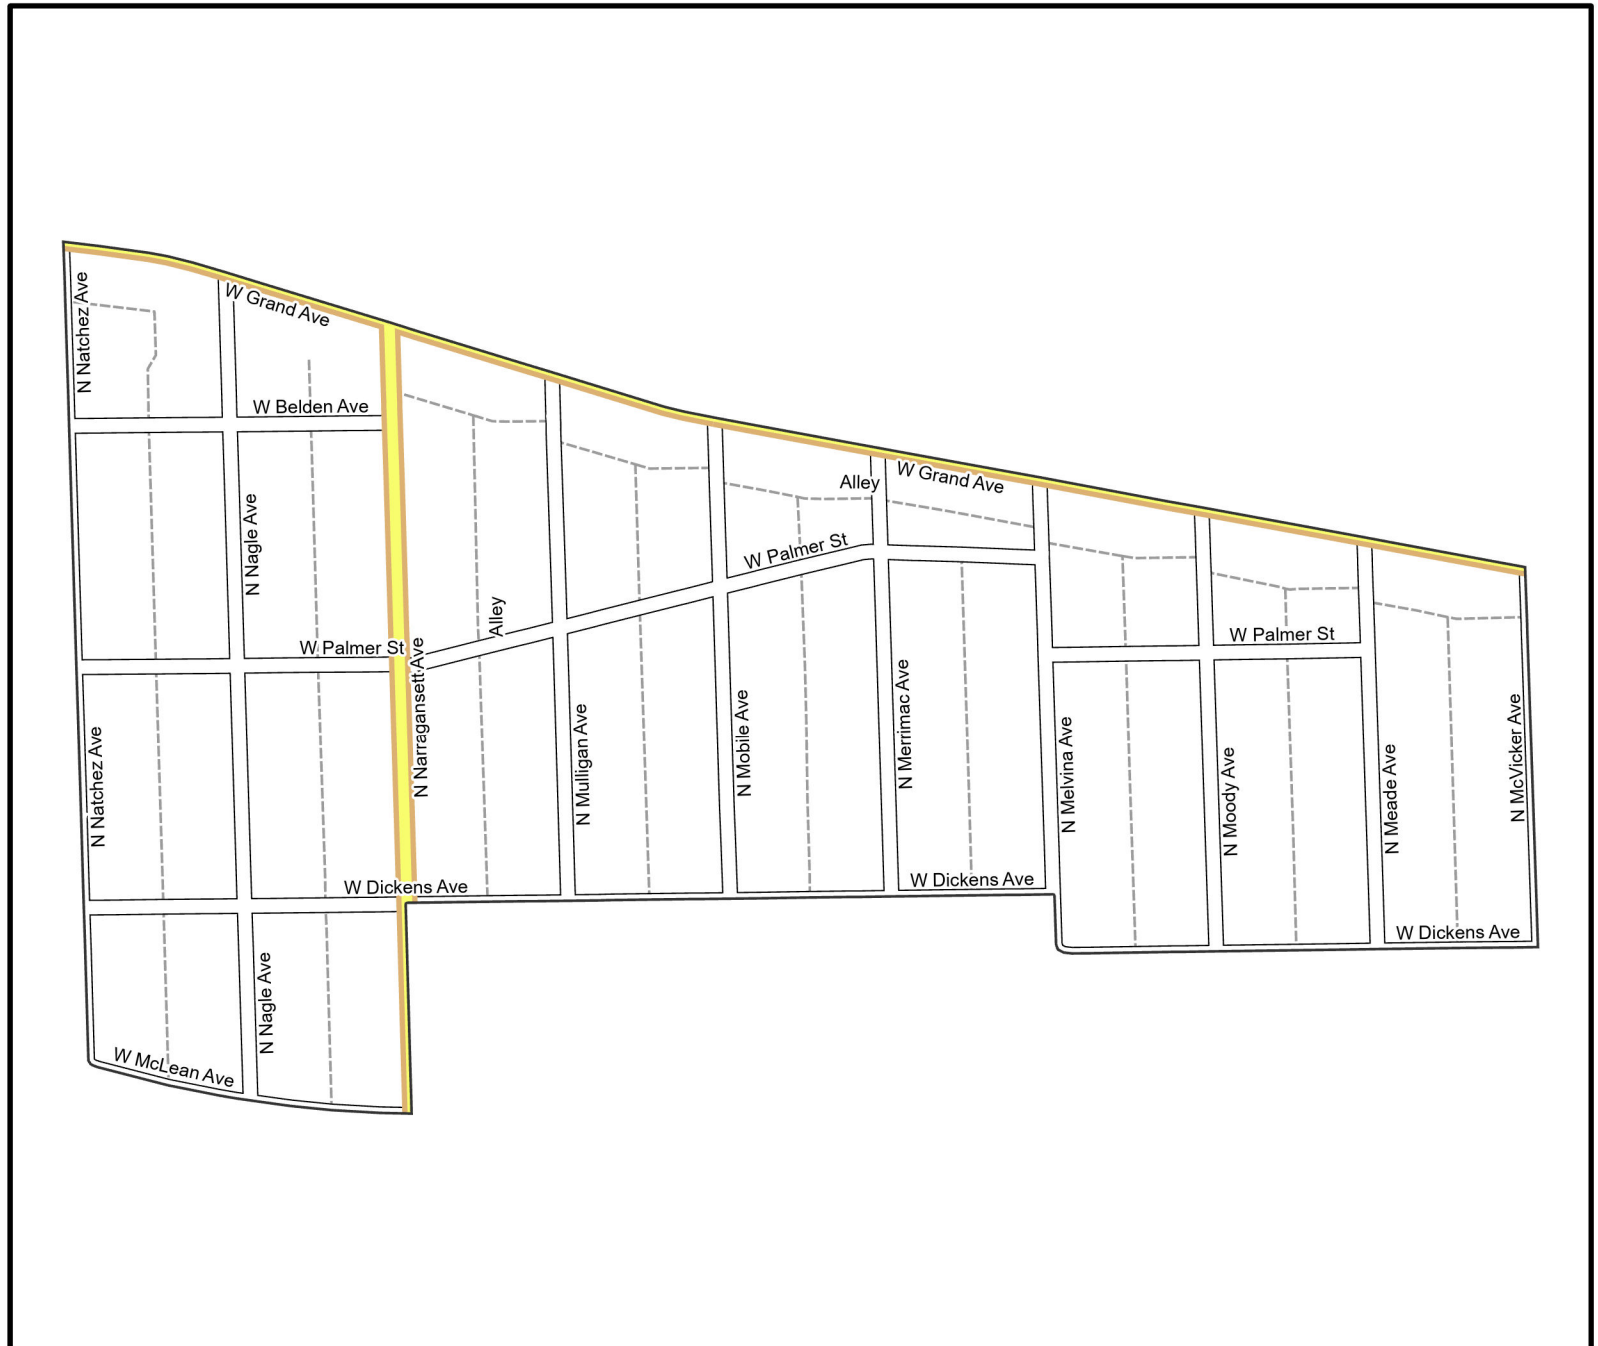 N Natchez Ave
W Grand Ave
W Belden Ave
W Grand Ave
Alley
N Nagle Ave
W Palmer St
Alley
W Palmer St
W Palmer St
N Narragansett Ave
N Natchez Ave
N Mulligan Ave
N Mobile Ave
N Merrimac Ave
N Melvina Ave
N Moody Ave
N Meade Ave
N McVicker Ave
W Dickens Ave
W Dickens Ave
W Dickens Ave
N Nagle Ave
W McLean Ave